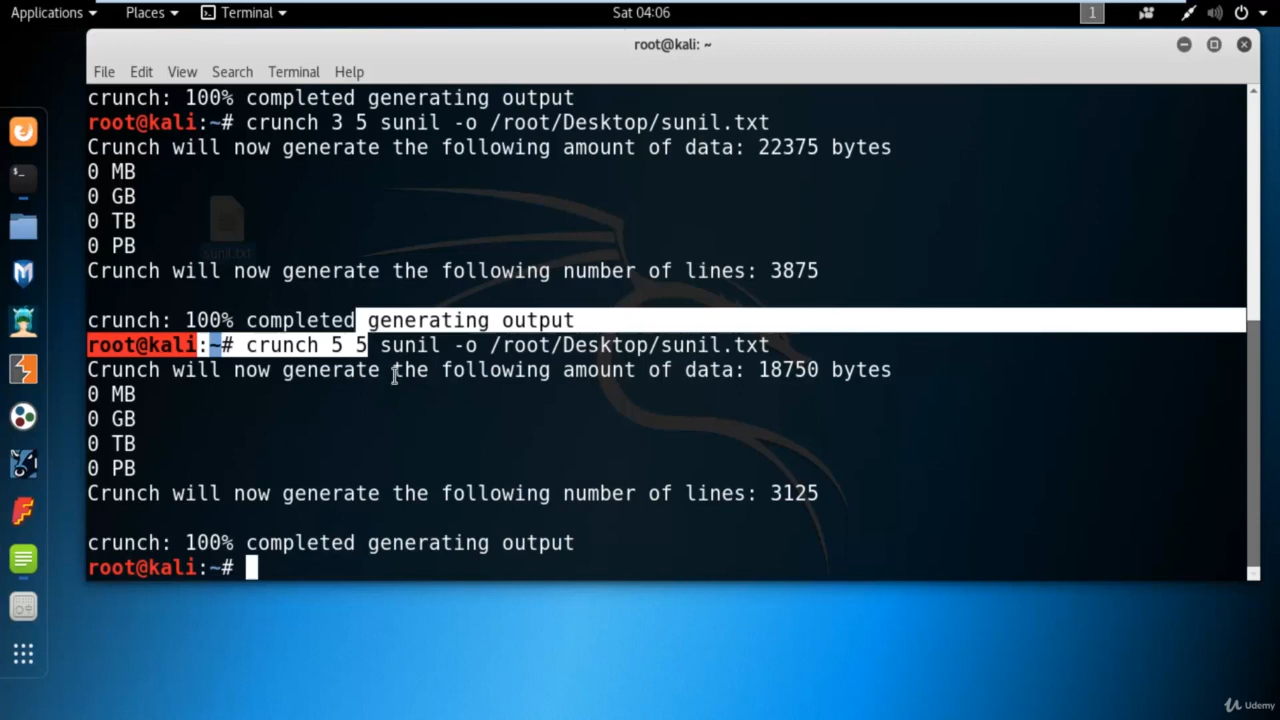 Applications Places Terminal Sat 04:06 1
root@kali: ~
File Edit View Search Terminal Help
crunch: 100% completed generating output
root@kali:~# crunch 3 5 sunil -o /root/Desktop/sunil.txt
Crunch will now generate the following amount of data: 22375 bytes
0 MB
0 GB
0 TB
0 PB
sunil.txt
Crunch will now generate the following number of lines: 3875
crunch: 100% completed generating output
root@kali:~# crunch 5 5 sunil -o /root/Desktop/sunil.txt
Crunch will now generate the following amount of data: 18750 bytes
0 MB
0 GB
0 TB
0 PB
Crunch will now generate the following number of lines: 3125
crunch: 100% completed generating output
root@kali:~#
Udemy